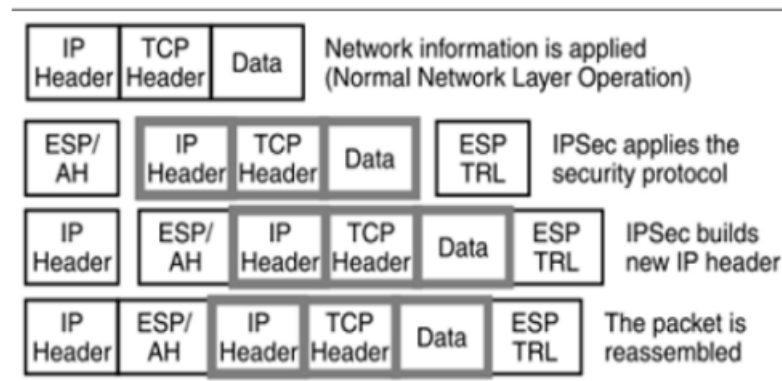 IP Header TCP Header Data Network information is applied (Normal Network Layer Operation)
ESP/ AH IP Header TCP Header Data ESP TRL IPSec applies the security protocol
IP Header ESP/ AH IP Header TCP Header Data ESP TRL IPSec builds new IP header
IP Header ESP/ AH IP Header TCP Header Data ESP TRL The packet is reassembled